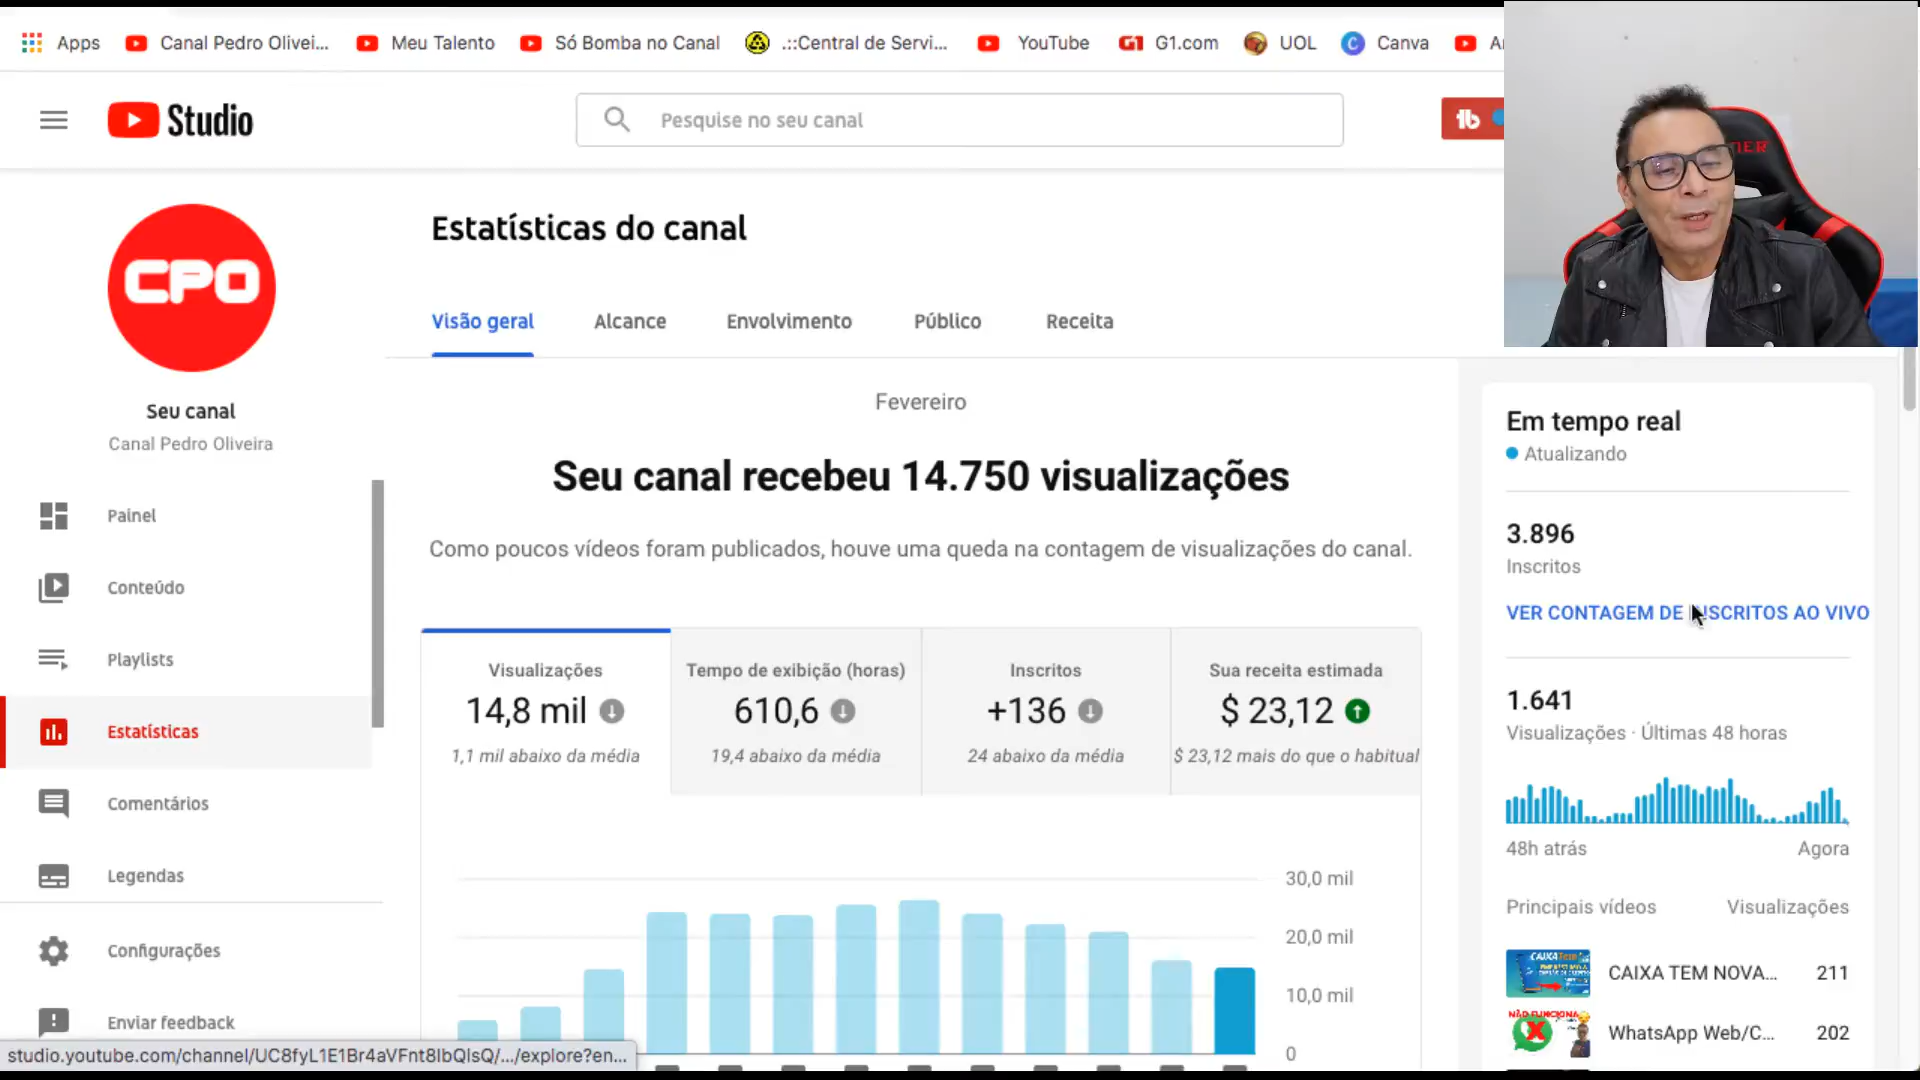 Apps
Canal Pedro Olivei...
Meu Talento
Só Bomba no Canal
.::Central de Servi...
YouTube
G1
G1.com
UOL
C
Canva
Studio
Pesquise no seu canal
tb
CPO
Seu canal
Canal Pedro Oliveira
Painel
Conteúdo
Playlists
Estatísticas
Comentários
Legendas
Configurações
Enviar feedback
studio.youtube.com/channel/UC8fyL1E1Br4aVFnt8IbQlsQ/.../explore?en...
Estatísticas do canal
Visão geral
Alcance
Envolvimento
Público
Receita
Fevereiro
Seu canal recebeu 14.750 visualizações
Como poucos vídeos foram publicados, houve uma queda na contagem de visualizações do canal.
Visualizações
14,8 mil
1,1 mil abaixo da média
Tempo de exibição (horas)
610,6
19,4 abaixo da média
Inscritos
+136
24 abaixo da média
Sua receita estimada
$ 23,12
$ 23,12 mais do que o habitual
30,0 mil
20,0 mil
10,0 mil
0
Em tempo real
Atualizando
3.896
Inscritos
VER CONTAGEM DE INSCRITOS AO VIVO
1.641
Visualizações · Últimas 48 horas
48h atrás
Agora
Principais vídeos
Visualizações
CAIXA Tem
CAIXA TEM NOVA...
211
NÃO FUNCIONA
WhatsApp Web/C...
202